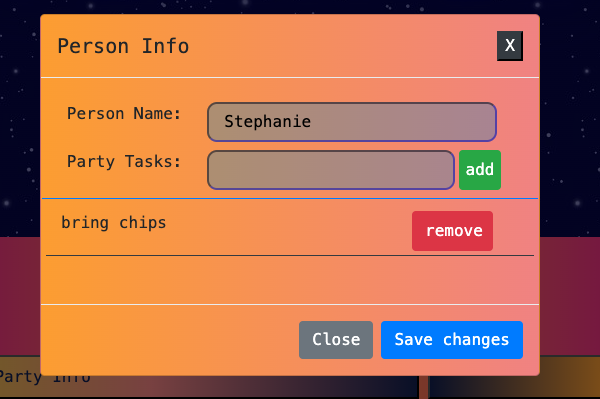 Person Info X
Person Name: Stephanie
Party Tasks: add
bring chips remove
Close Save changes
Party Info